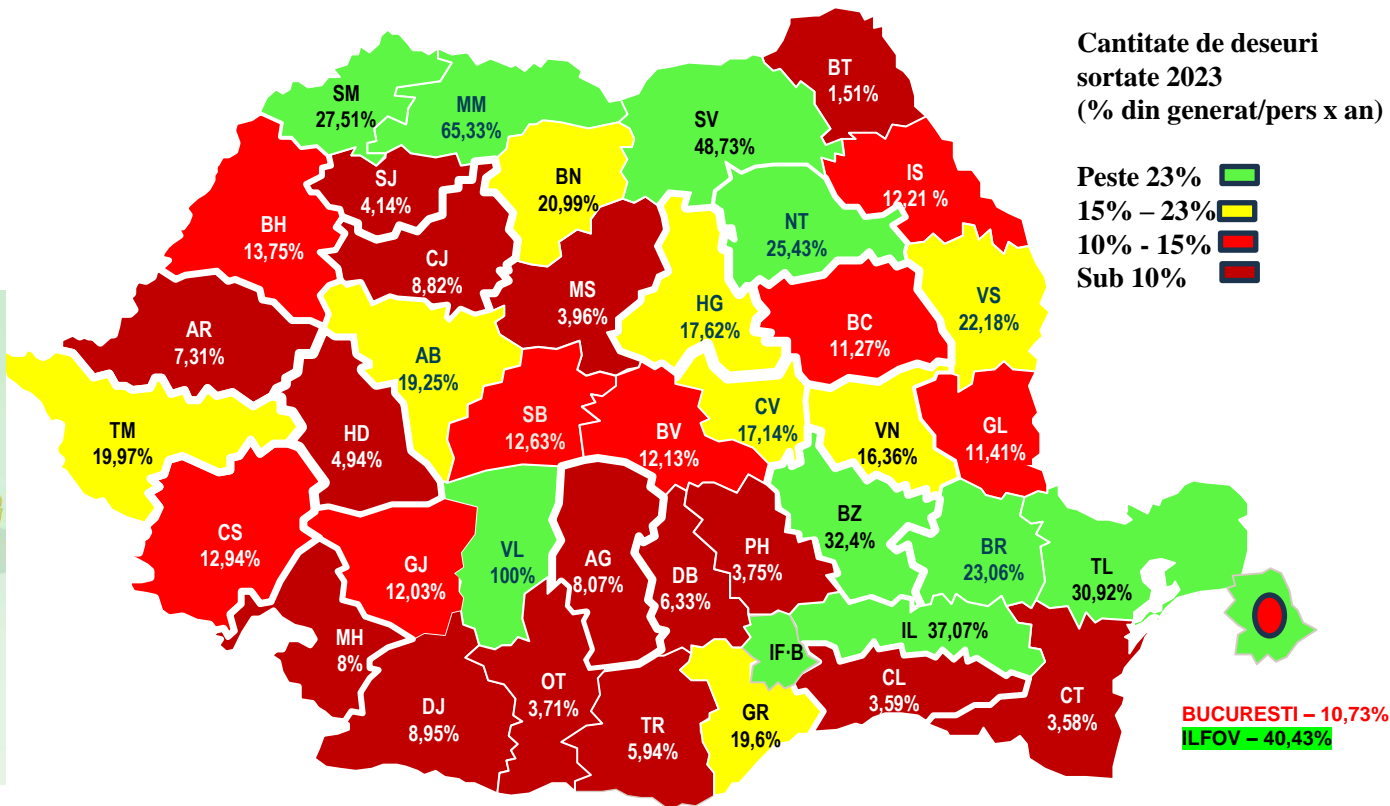 Cantitate de deseuri
sortate 2023
(% din generat/pers x an)
Peste 23%
15% – 23%
10% - 15%
Sub 10%
BT
1,51%
SM
27,51%
MM
65,33%
SV
48,73%
IS
12,21 %
SJ
4,14%
BN
20,99%
BH
13,75%
NT
25,43%
CJ
8,82%
MS
3,96%
HG
17,62%
VS
22,18%
BC
11,27%
AR
7,31%
AB
19,25%
SB
12,63%
CV
17,14%
TM
19,97%
HD
4,94%
BV
12,13%
VN
16,36%
GL
11,41%
CS
12,94%
GJ
12,03%
VL
100%
AG
8,07%
DB
6,33%
PH
3,75%
BZ
32,4%
BR
23,06%
TL
30,92%
MH
8%
IF-B
IL 37,07%
DJ
8,95%
OT
3,71%
TR
5,94%
GR
19,6%
CL
3,59%
CT
3,58%
BUCURESTI – 10,73%
ILFOV – 40,43%